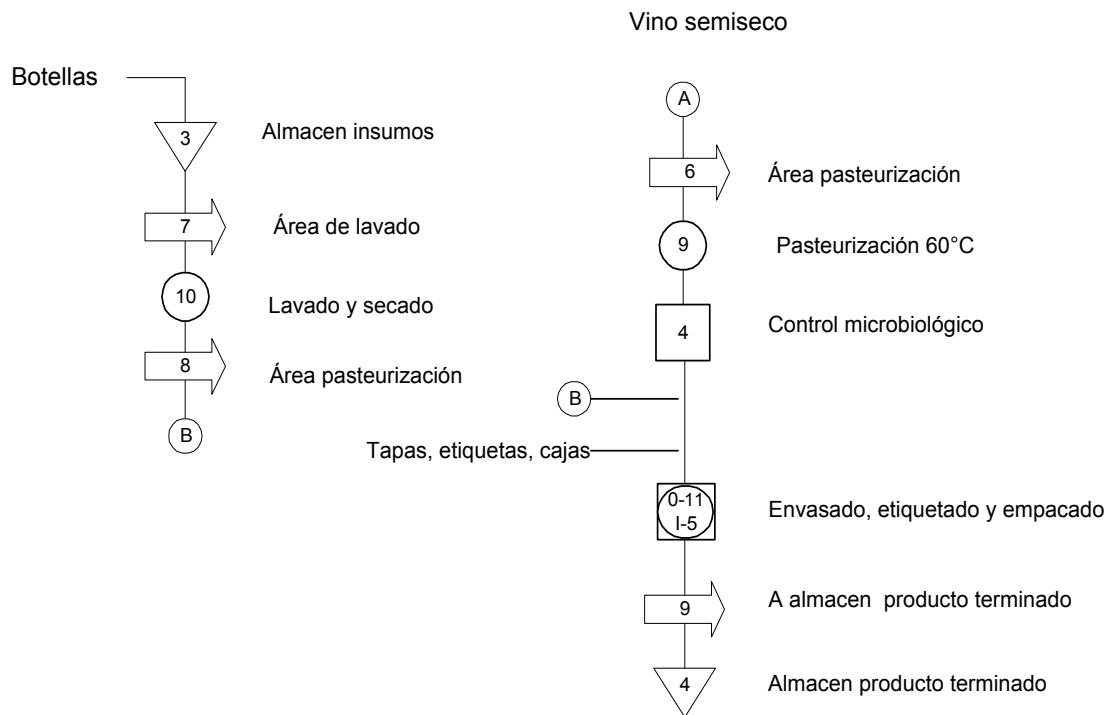 Vino semiseco
Botellas
3
Almacen insumos
7
Área de lavado
10
Lavado y secado
8
Área pasteurización
B
A
6
Área pasteurización
9
Pasteurización 60°C
4
Control microbiológico
B
Tapas, etiquetas, cajas
0-11
I-5
Envasado, etiquetado y empacado
9
A almacen producto terminado
4
Almacen producto terminado